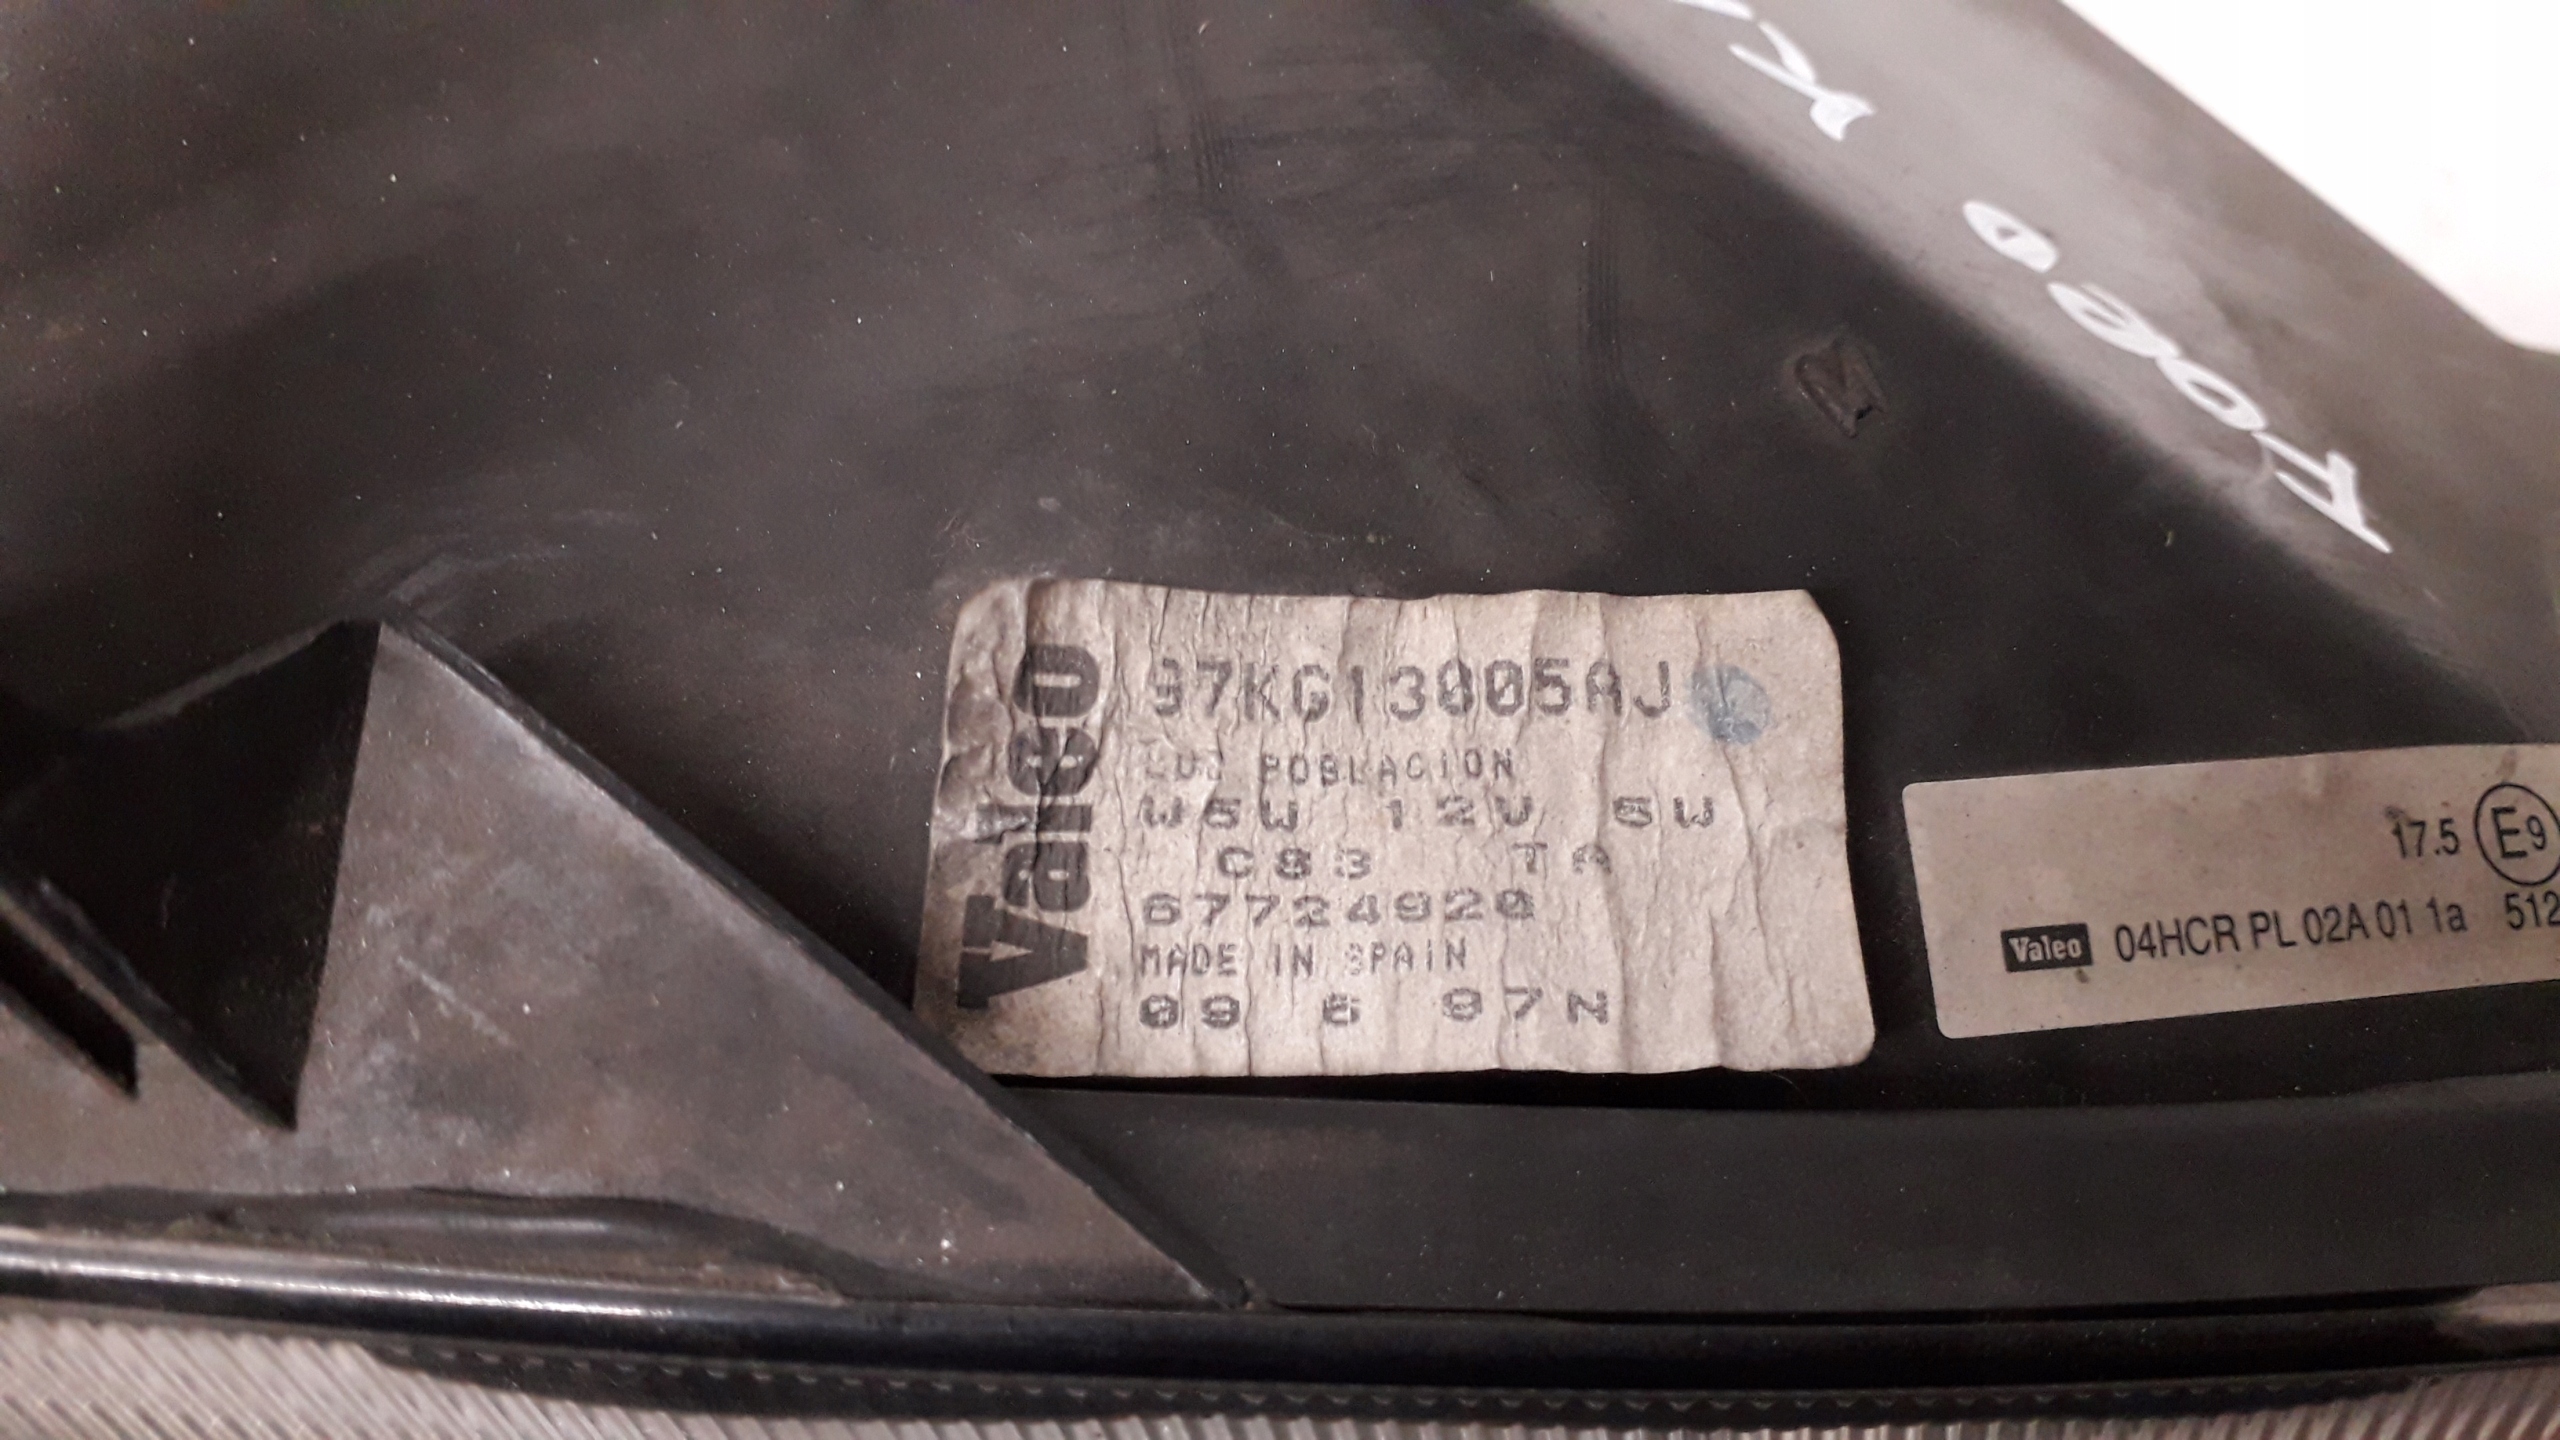 Valeo
97KG13005AJ
LUZ POBLACION
W5W 12V 5W
C83 TA
67724920
MADE IN SPAIN
09 6 97N
17.5 E9
Valeo 04HCR PL 02A 01 1a 512